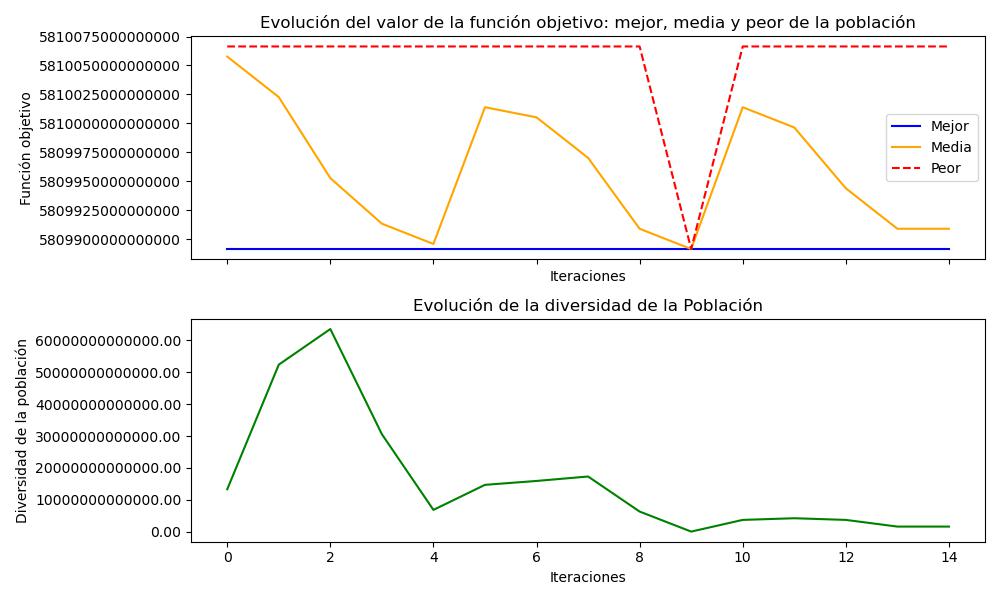 Evolución del valor de la función objetivo: mejor, media y peor de la población
5810075000000000
5810050000000000
5810025000000000
5810000000000000
5809975000000000
5809950000000000
5809925000000000
5809900000000000
Función objetivo
Mejor
Media
Peor
Iteraciones
Evolución de la diversidad de la Población
60000000000000.00
50000000000000.00
40000000000000.00
30000000000000.00
20000000000000.00
10000000000000.00
0.00
Diversidad de la población
0 2 4 6 8 10 12 14
Iteraciones